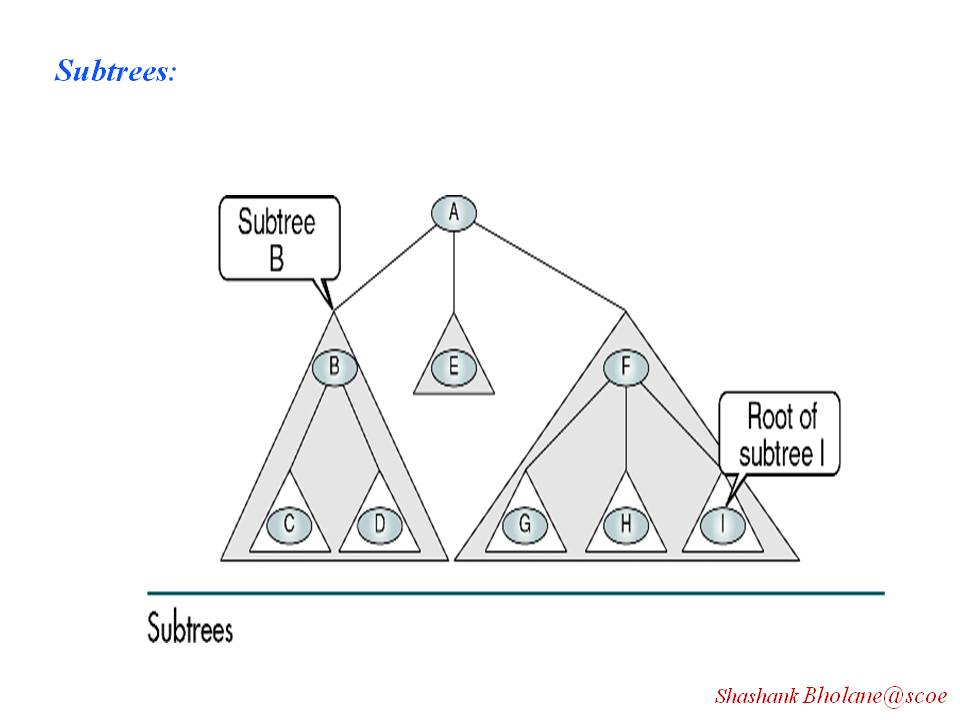 Subtrees:
Subtree
B
A
B
E
F
Root of
subtree I
C
D
G
H
I
Subtrees
Shashank Bholane@scoe